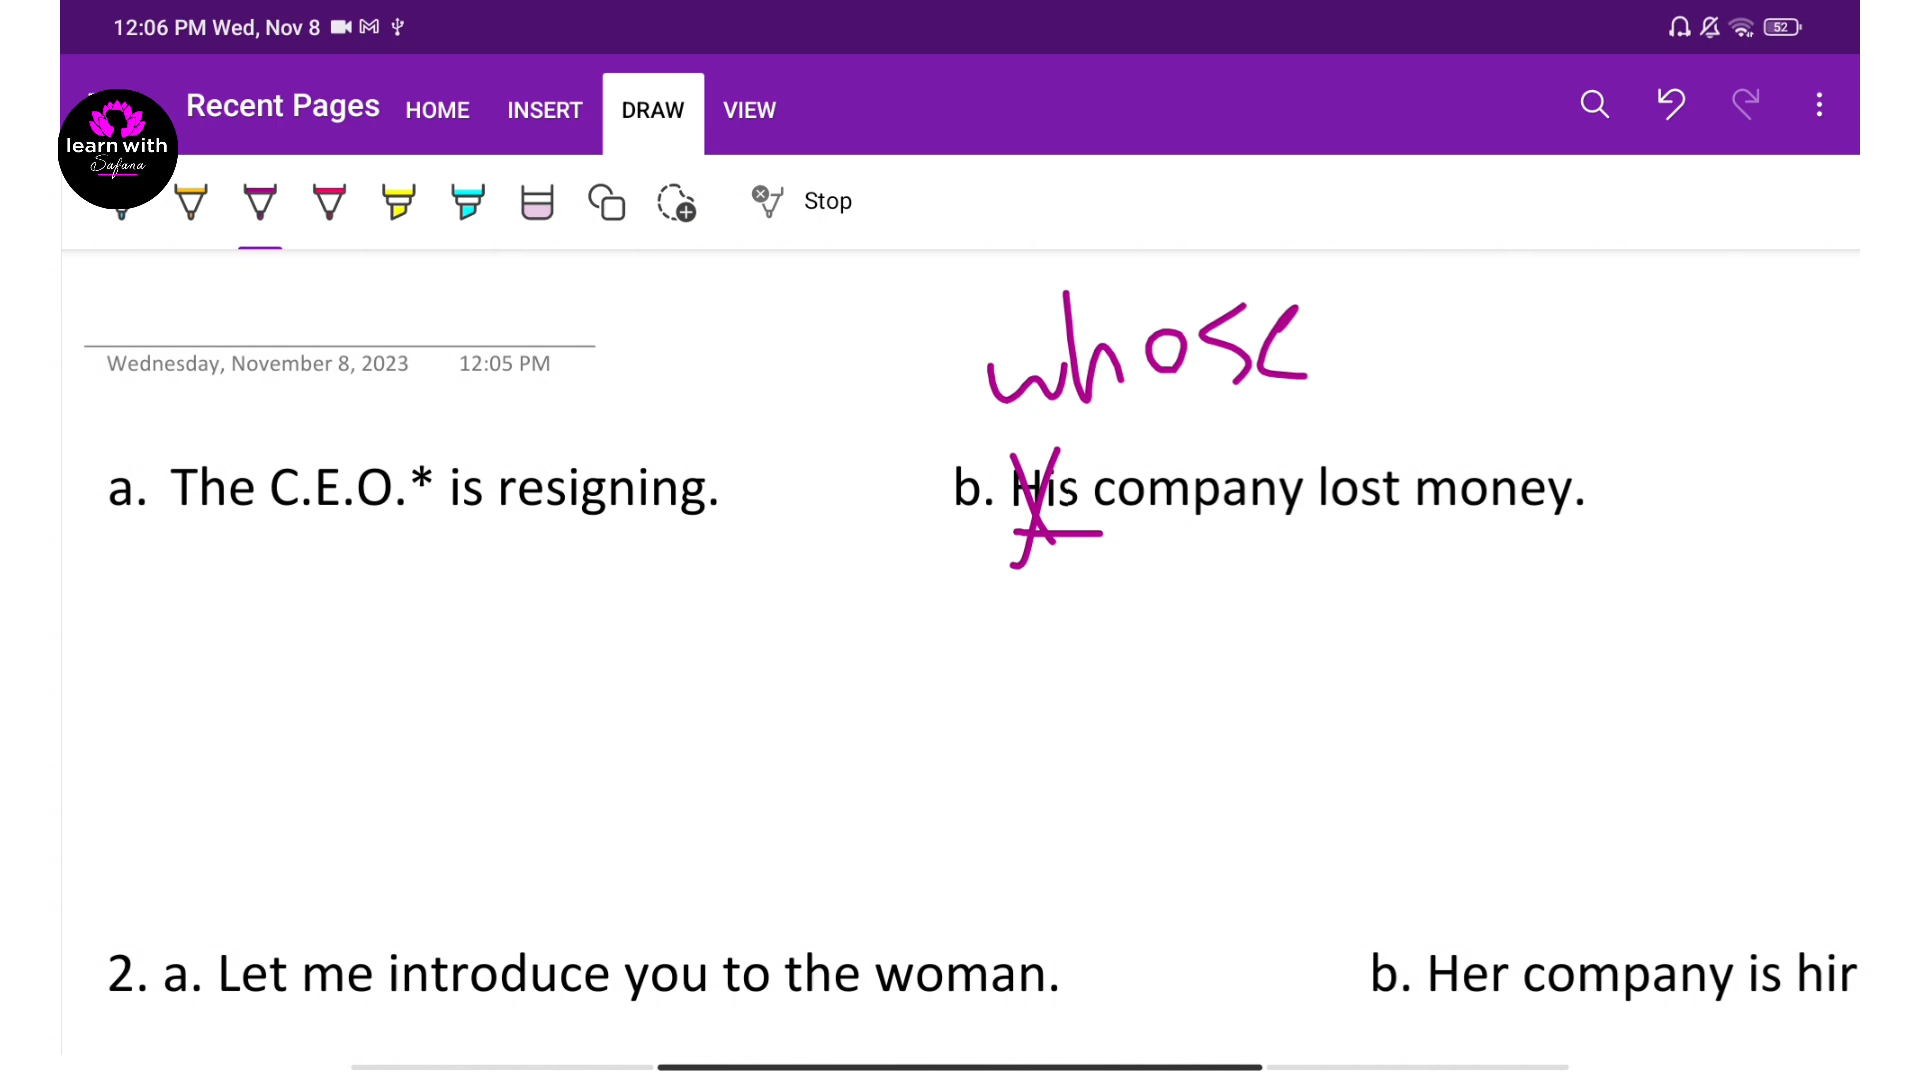 12:06 PM Wed, Nov 8
52
learn with
Safana
Recent Pages HOME INSERT DRAW VIEW
Stop
whose
Wednesday, November 8, 2023 12:05 PM
a. The C.E.O.* is resigning. b. His company lost money.
2. a. Let me introduce you to the woman. b. Her company is hir